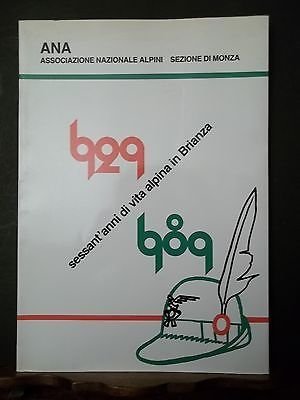 ANA
ASSOCIAZIONE NAZIONALE ALPINI SEZIONE DI MONZA
1929
sessant'anni di vita alpina in Brianza
1989